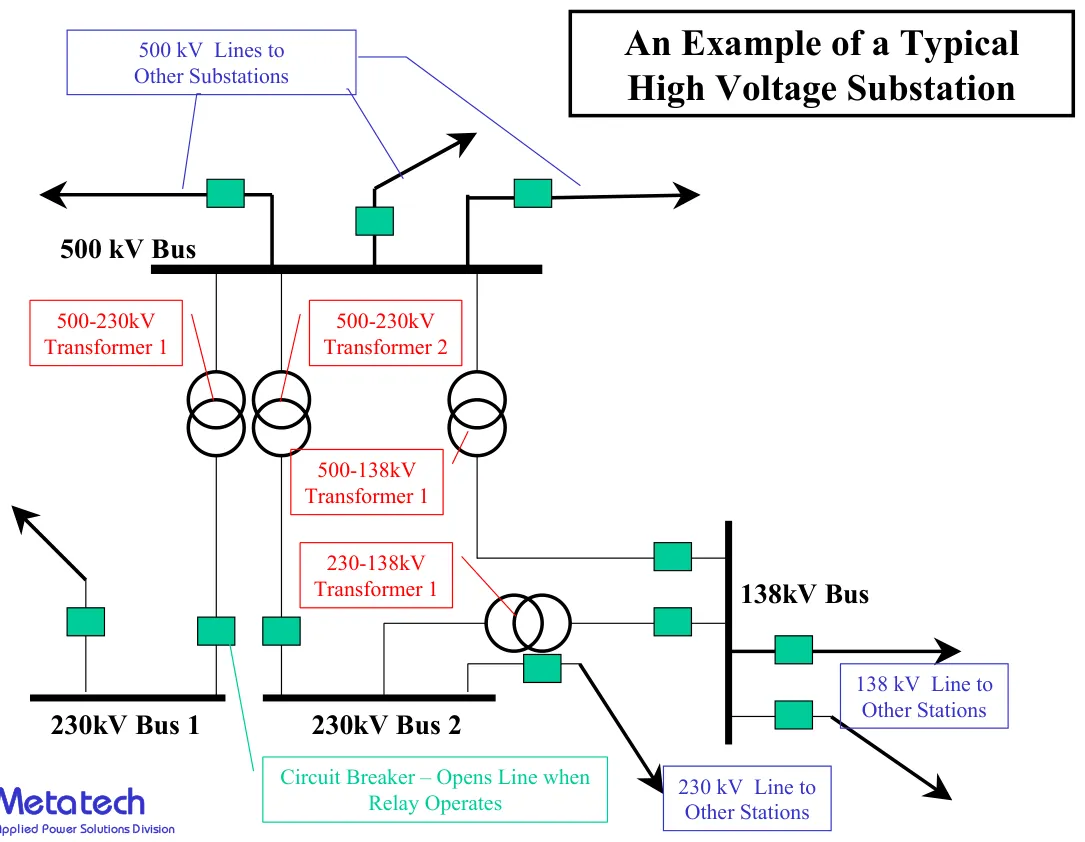 An Example of a Typical
High Voltage Substation
500 kV  Lines to
Other Substations
500 kV Bus
500-230kV
Transformer 1
500-230kV
Transformer 2
500-138kV
Transformer 1
230-138kV
Transformer 1
138kV Bus
138 kV  Line to
Other Stations
230kV Bus 1
230kV Bus 2
Circuit Breaker – Opens Line when
Relay Operates
230 kV  Line to
Other Stations
Metatech
Applied Power Solutions Division